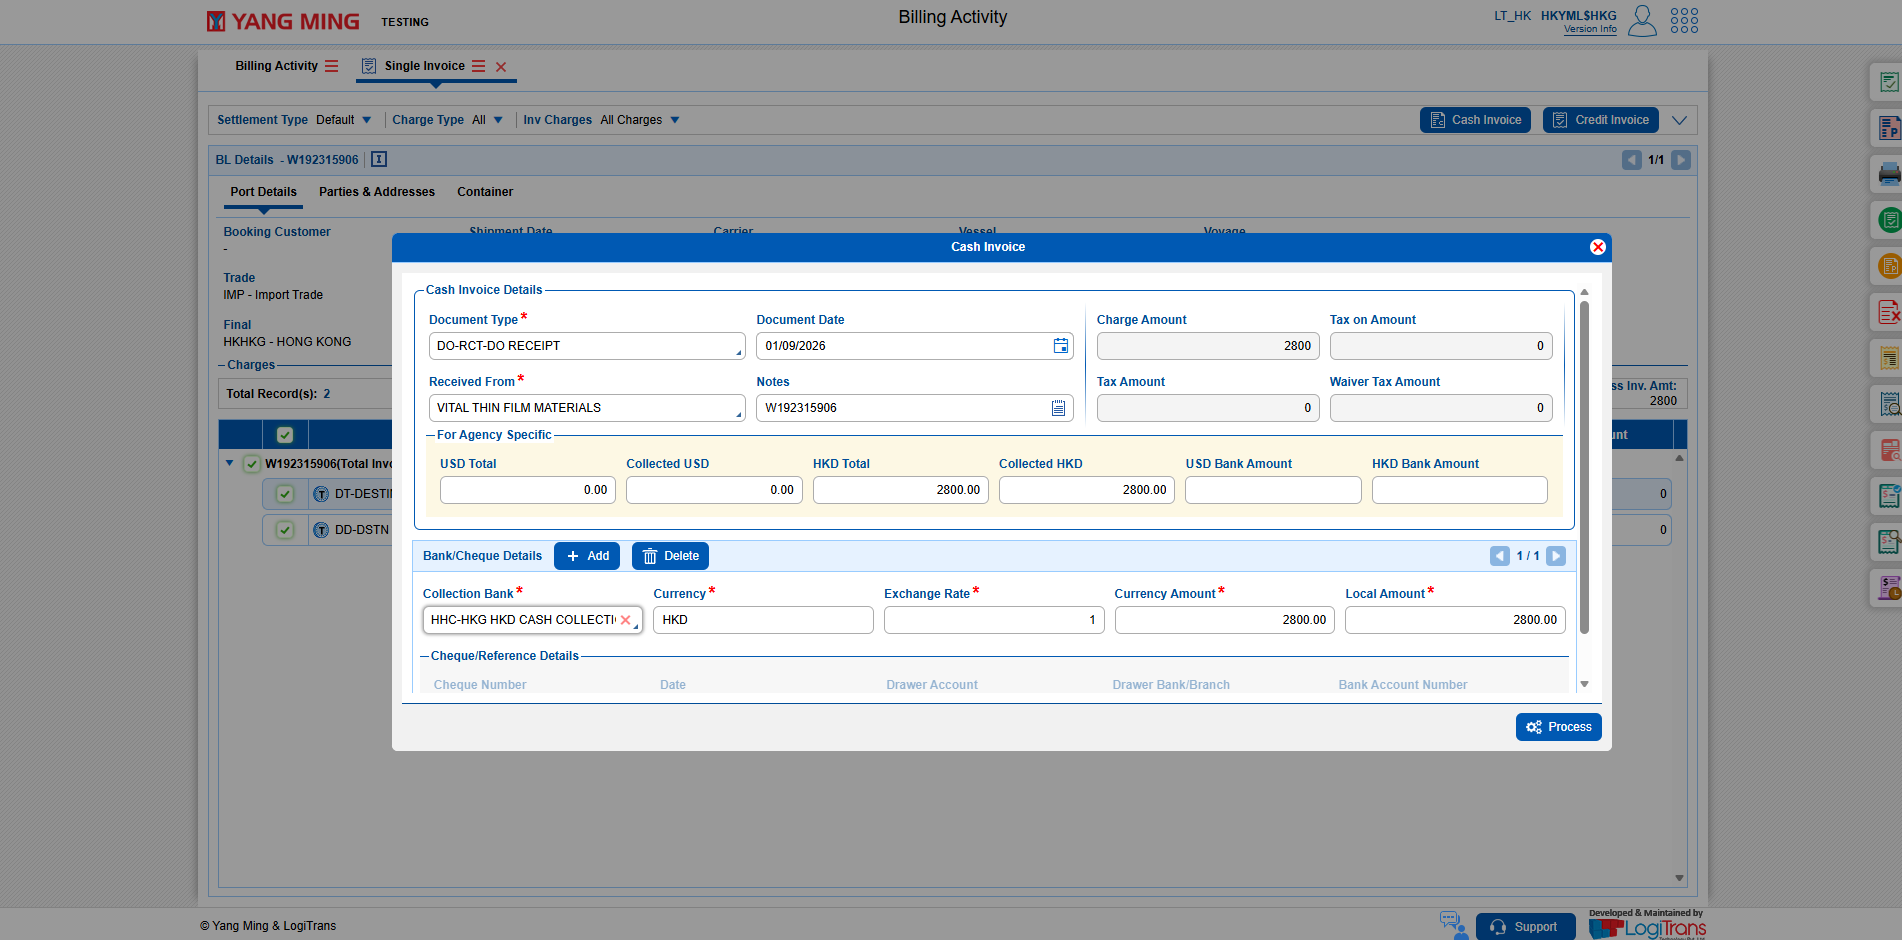 YANG MING TESTING
Billing Activity
LT_HK HKYML$HKG
Version Info
Billing Activity
Single Invoice
Settlement Type Default
Charge Type All
Inv Charges All Charges
Cash Invoice
Credit Invoice
BL Details - W192315906
1/1
Port Details Parties & Addresses Container
Booking Customer Shipment Date Carrier Vessel Voyage
-
Trade
IMP - Import Trade
Final
HKHKG - HONG KONG
Charges
Total Record(s): 2
ss Inv. Amt:
2800
nt
W192315906(Total Inv
DT-DESTI
0
DD-DSTN
0
Cash Invoice
Cash Invoice Details
Document Type* Document Date Charge Amount Tax on Amount
DO-RCT-DO RECEIPT 01/09/2026 2800 0
Received From* Notes Tax Amount Waiver Tax Amount
VITAL THIN FILM MATERIALS W192315906 0 0
For Agency Specific
USD Total Collected USD HKD Total Collected HKD USD Bank Amount HKD Bank Amount
0.00 0.00 2800.00 2800.00
Bank/Cheque Details Add Delete 1 / 1
Collection Bank* Currency* Exchange Rate* Currency Amount* Local Amount*
HHC-HKG HKD CASH COLLECTI HKD 1 2800.00 2800.00
Cheque/Reference Details
Cheque Number Date Drawer Account Drawer Bank/Branch Bank Account Number
Process
© Yang Ming & LogiTrans
Support
Developed & Maintained by
LogiTrans